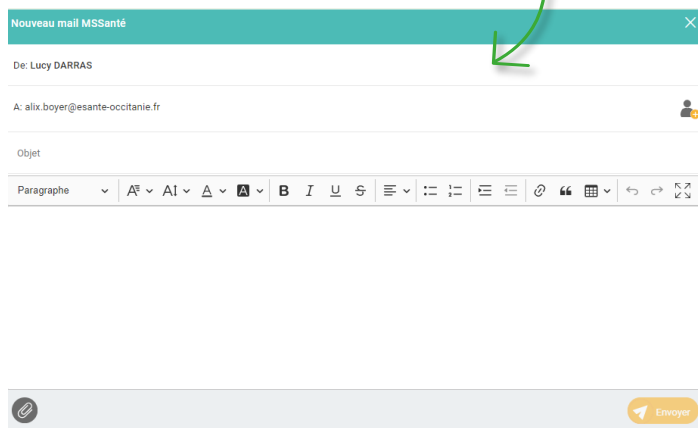 Nouveau mail MSSanté
De: Lucy DARRAS
A: alix.boyer@esante-occitanie.fr
Objet
Paragraphe
Envoyer